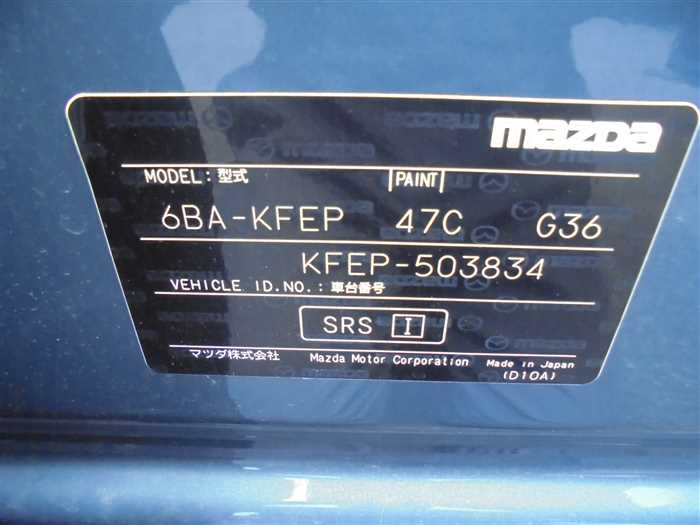 mazda
MODEL:型式 PAINT
6BA-KFEP 47C G36
KFEP-503834
VEHICLE ID.NO.:車台番号
SRS I
マツダ株式会社 Mazda Motor Corporation Made in Japan
(D10A)